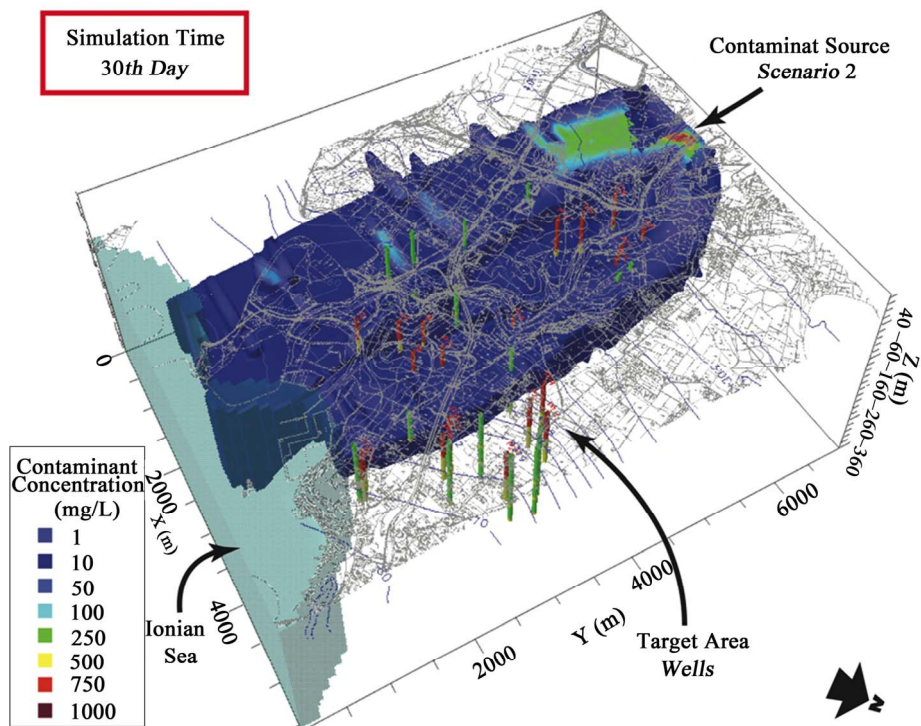 Simulation Time
30th Day
Contaminat Source
Scenario 2
0
2000
X (m)
4000
2000
Y (m)
4000
6000
40–60–160–260–360
Z (m)
Contaminant
Concentration
(mg/L)
1
10
50
100
250
500
750
1000
Ionian
Sea
Target Area
Wells
N